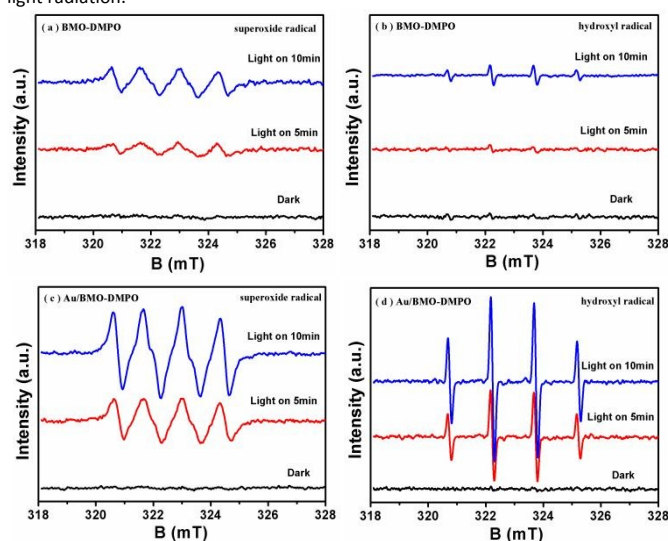 light radiation.
( a ) BMO-DMPO superoxide radical
Light on 10min
Light on 5min
Dark
Intensity (a.u.)
318 320 322 324 326 328
B (mT)
( b ) BMO-DMPO hydroxyl radical
Light on 10min
Light on 5min
Dark
Intensity (a.u.)
318 320 322 324 326 328
B (mT)
( c ) Au/BMO-DMPO superoxide radical
Light on 10min
Light on 5min
Dark
Intensity (a.u.)
318 320 322 324 326 328
B (mT)
( d ) Au/BMO-DMPO hydroxyl radical
Light on 10min
Light on 5min
Dark
Intensity (a.u.)
318 320 322 324 326 328
B (mT)